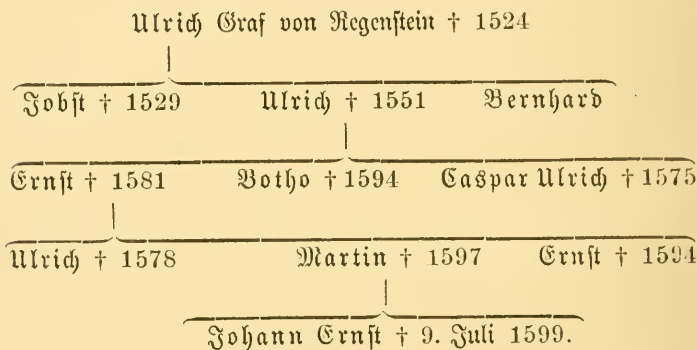 Ulrich Graf von Regenstein † 1524
Jobst † 1529 Ulrich † 1551 Bernhard
Ernst † 1581 Botho † 1594 Caspar Ulrich † 1575
Ulrich † 1578 Martin † 1597 Ernst † 1594
Johann Ernst † 9. Juli 1599.